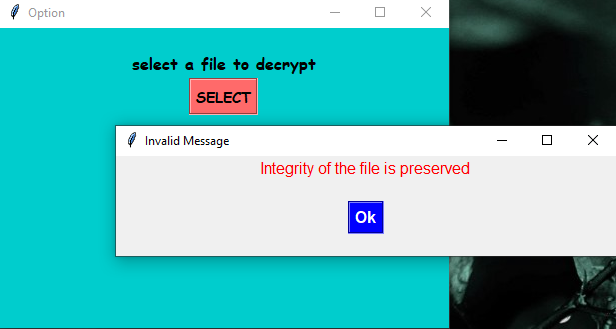 Option
select a file to decrypt
SELECT
Invalid Message
Integrity of the file is preserved
Ok